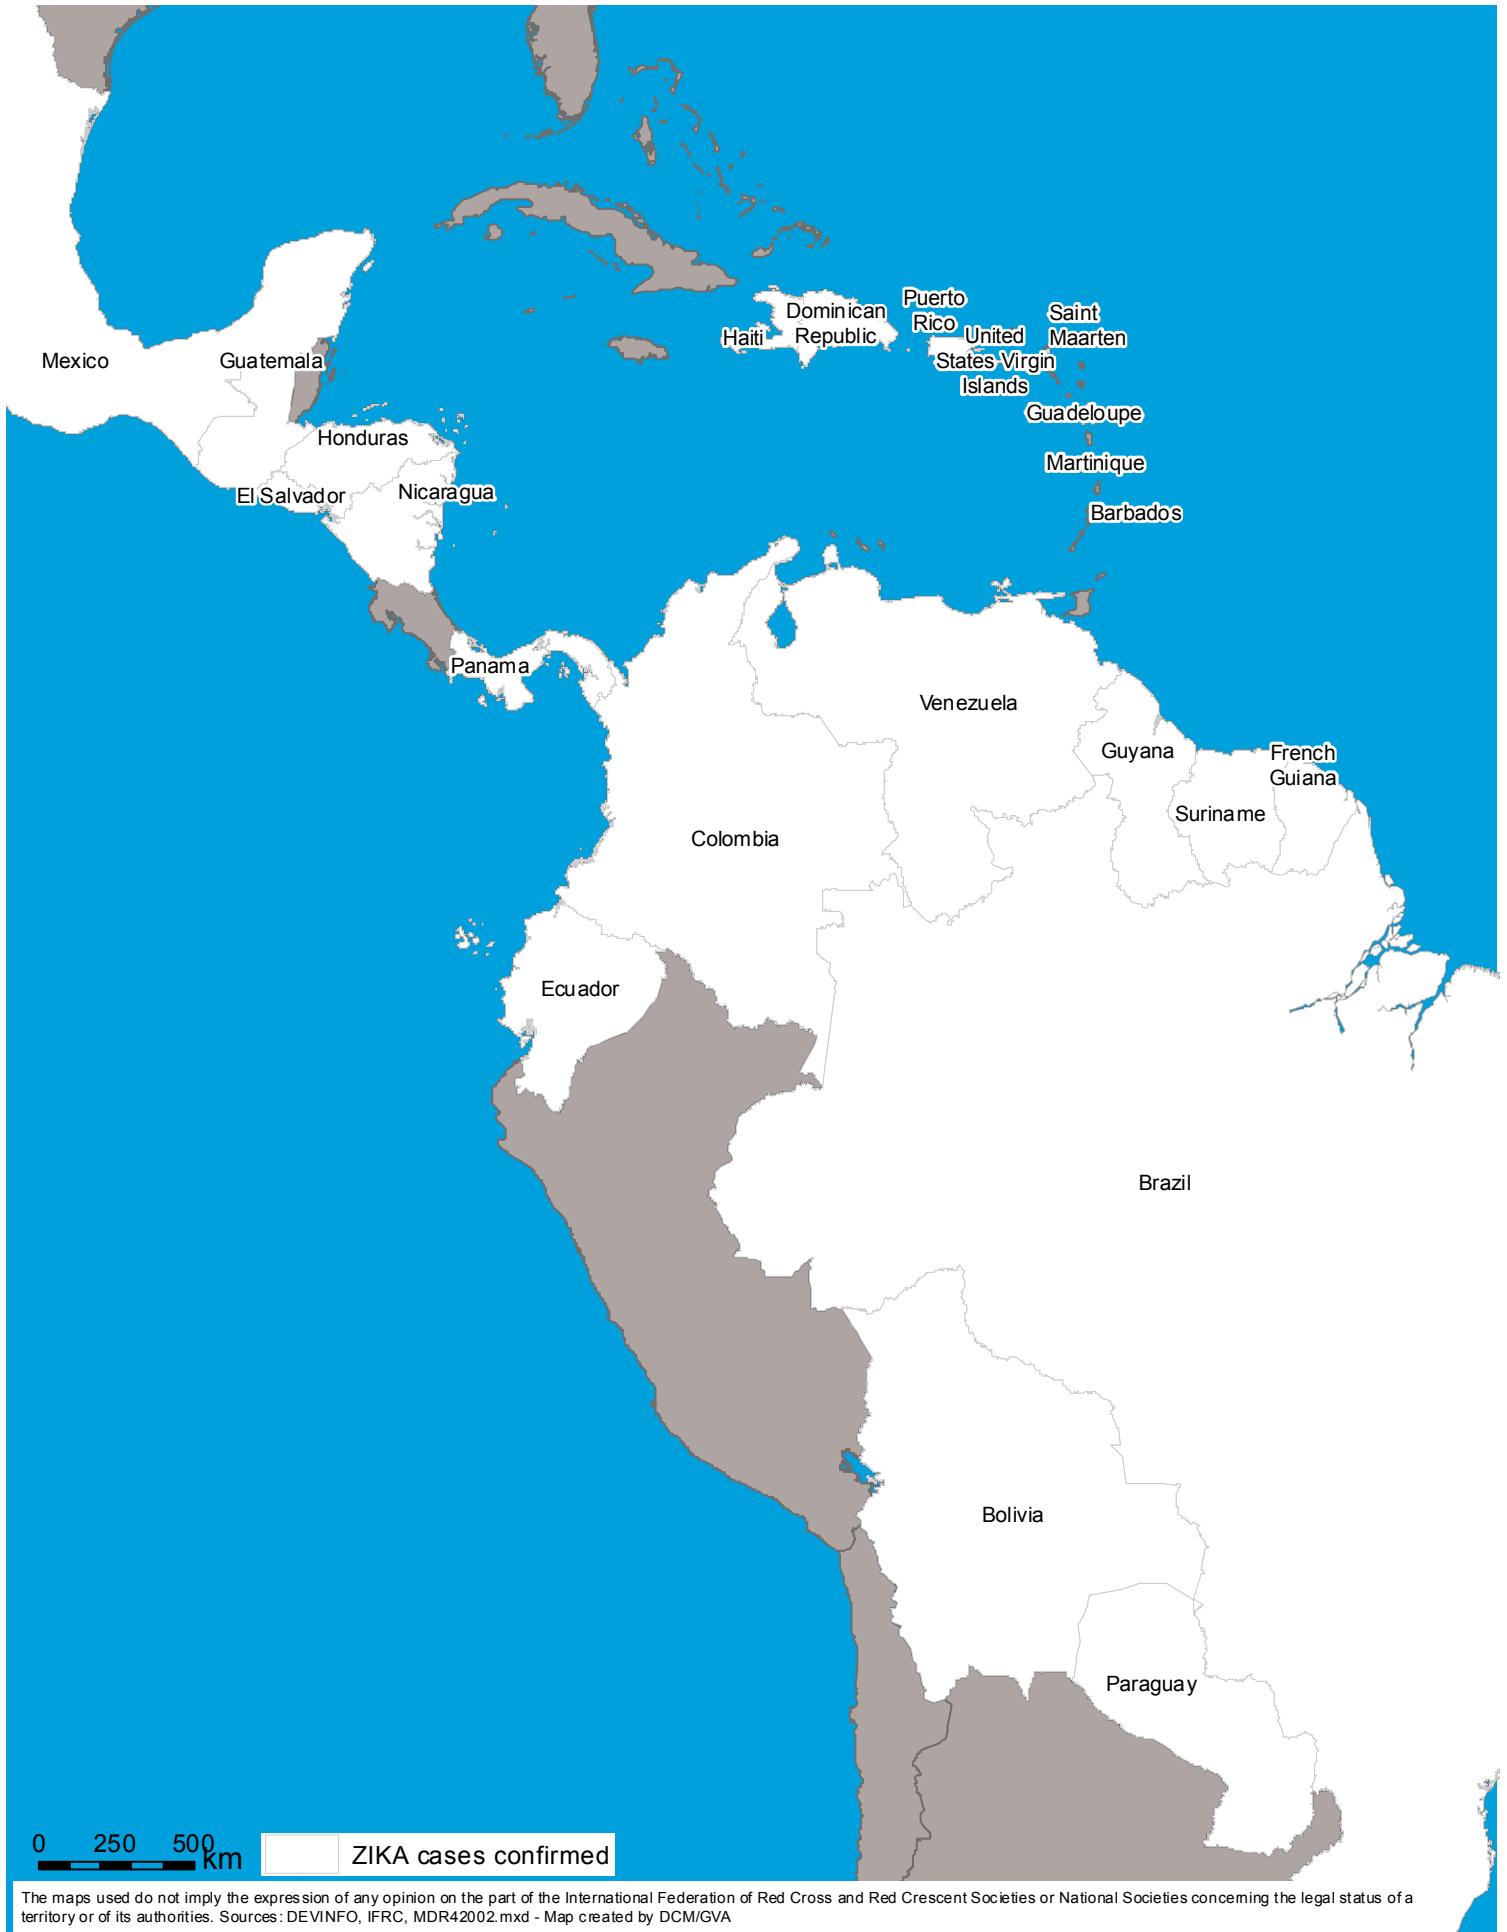 Puerto
Rico
Saint
Maarten
Dominican
Republic
Haiti
United
States Virgin
Islands
Mexico
Guatemala
Guadeloupe
Honduras
Martinique
El Salvador
Nicaragua
Barbados
Panama
Venezuela
Guyana
French
Guiana
Suriname
Colombia
Ecuador
Brazil
Bolivia
Paraguay
0 250 500
km
ZIKA cases confirmed
The maps used do not imply the expression of any opinion on the part of the International Federation of Red Cross and Red Crescent Societies or National Societies concerning the legal status of a
territory or of its authorities. Sources: DEVINFO, IFRC, MDR42002.mxd - Map created by DCM/GVA